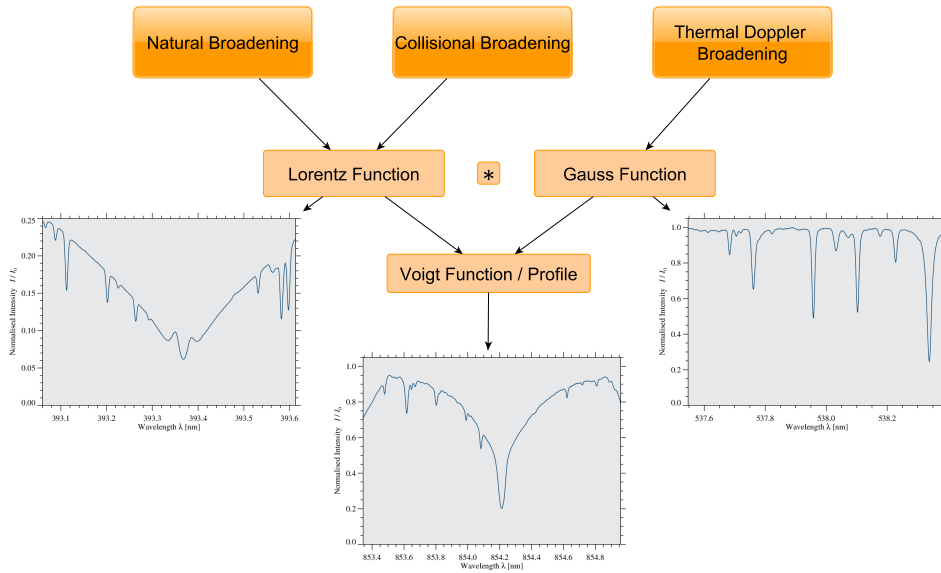 Natural Broadening
Collisional Broadening
Thermal Doppler
Broadening
Lorentz Function
*
Gauss Function
Voigt Function / Profile
Normalised Intensity I / I₀
0.25
0.20
0.15
0.10
0.05
0.00
393.1 393.2 393.3 393.4 393.5 393.6
Wavelength λ [nm]
Normalised Intensity I / I₀
1.0
0.8
0.6
0.4
0.2
0.0
853.4 853.6 853.8 854.0 854.2 854.4 854.6 854.8
Wavelength λ [nm]
Normalised Intensity I / I₀
1.0
0.8
0.6
0.4
0.2
0.0
537.6 537.8 538.0 538.2
Wavelength λ [nm]